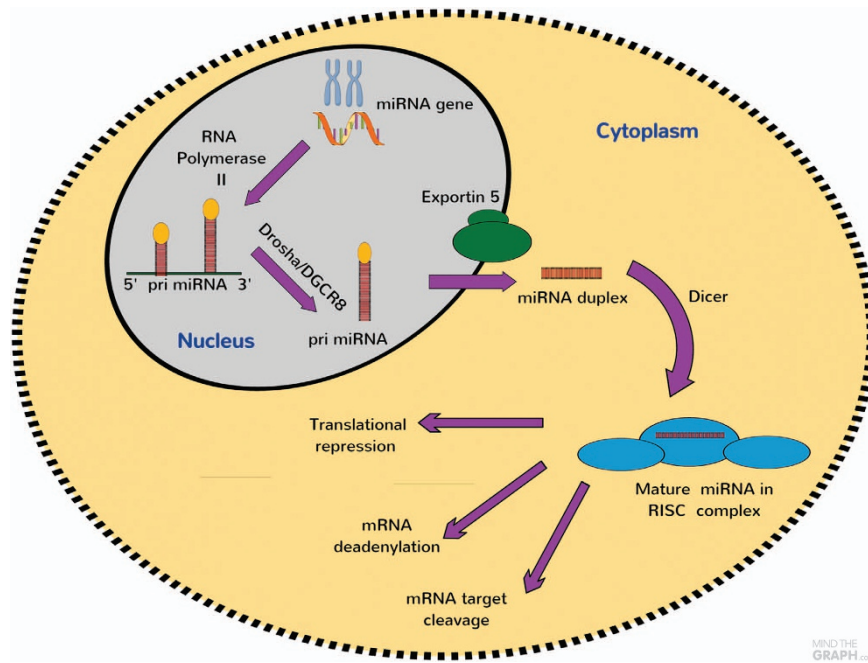 miRNA gene
RNA
Polymerase
II
Cytoplasm
Exportin 5
Drosha/DGCR8
5' pri miRNA 3'
Nucleus
pri miRNA
miRNA duplex
Dicer
Translational
repression
Mature miRNA in
RISC complex
mRNA
deadenylation
mRNA target
cleavage
MIND THE
GRAPH.co